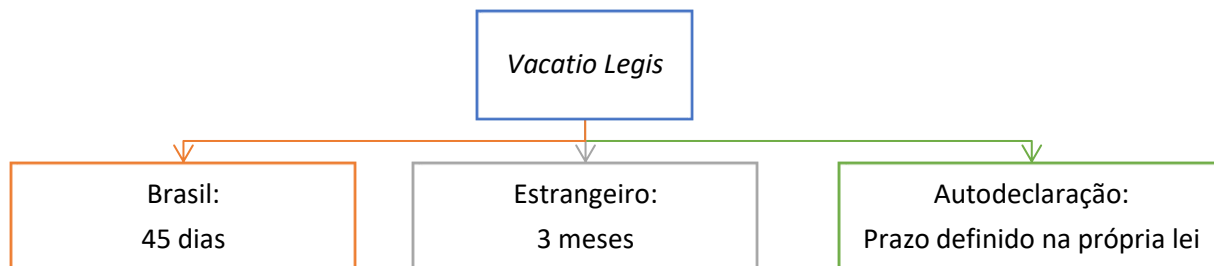 Vacatio Legis
Brasil:
45 dias
Estrangeiro:
3 meses
Autodeclaração:
Prazo definido na própria lei